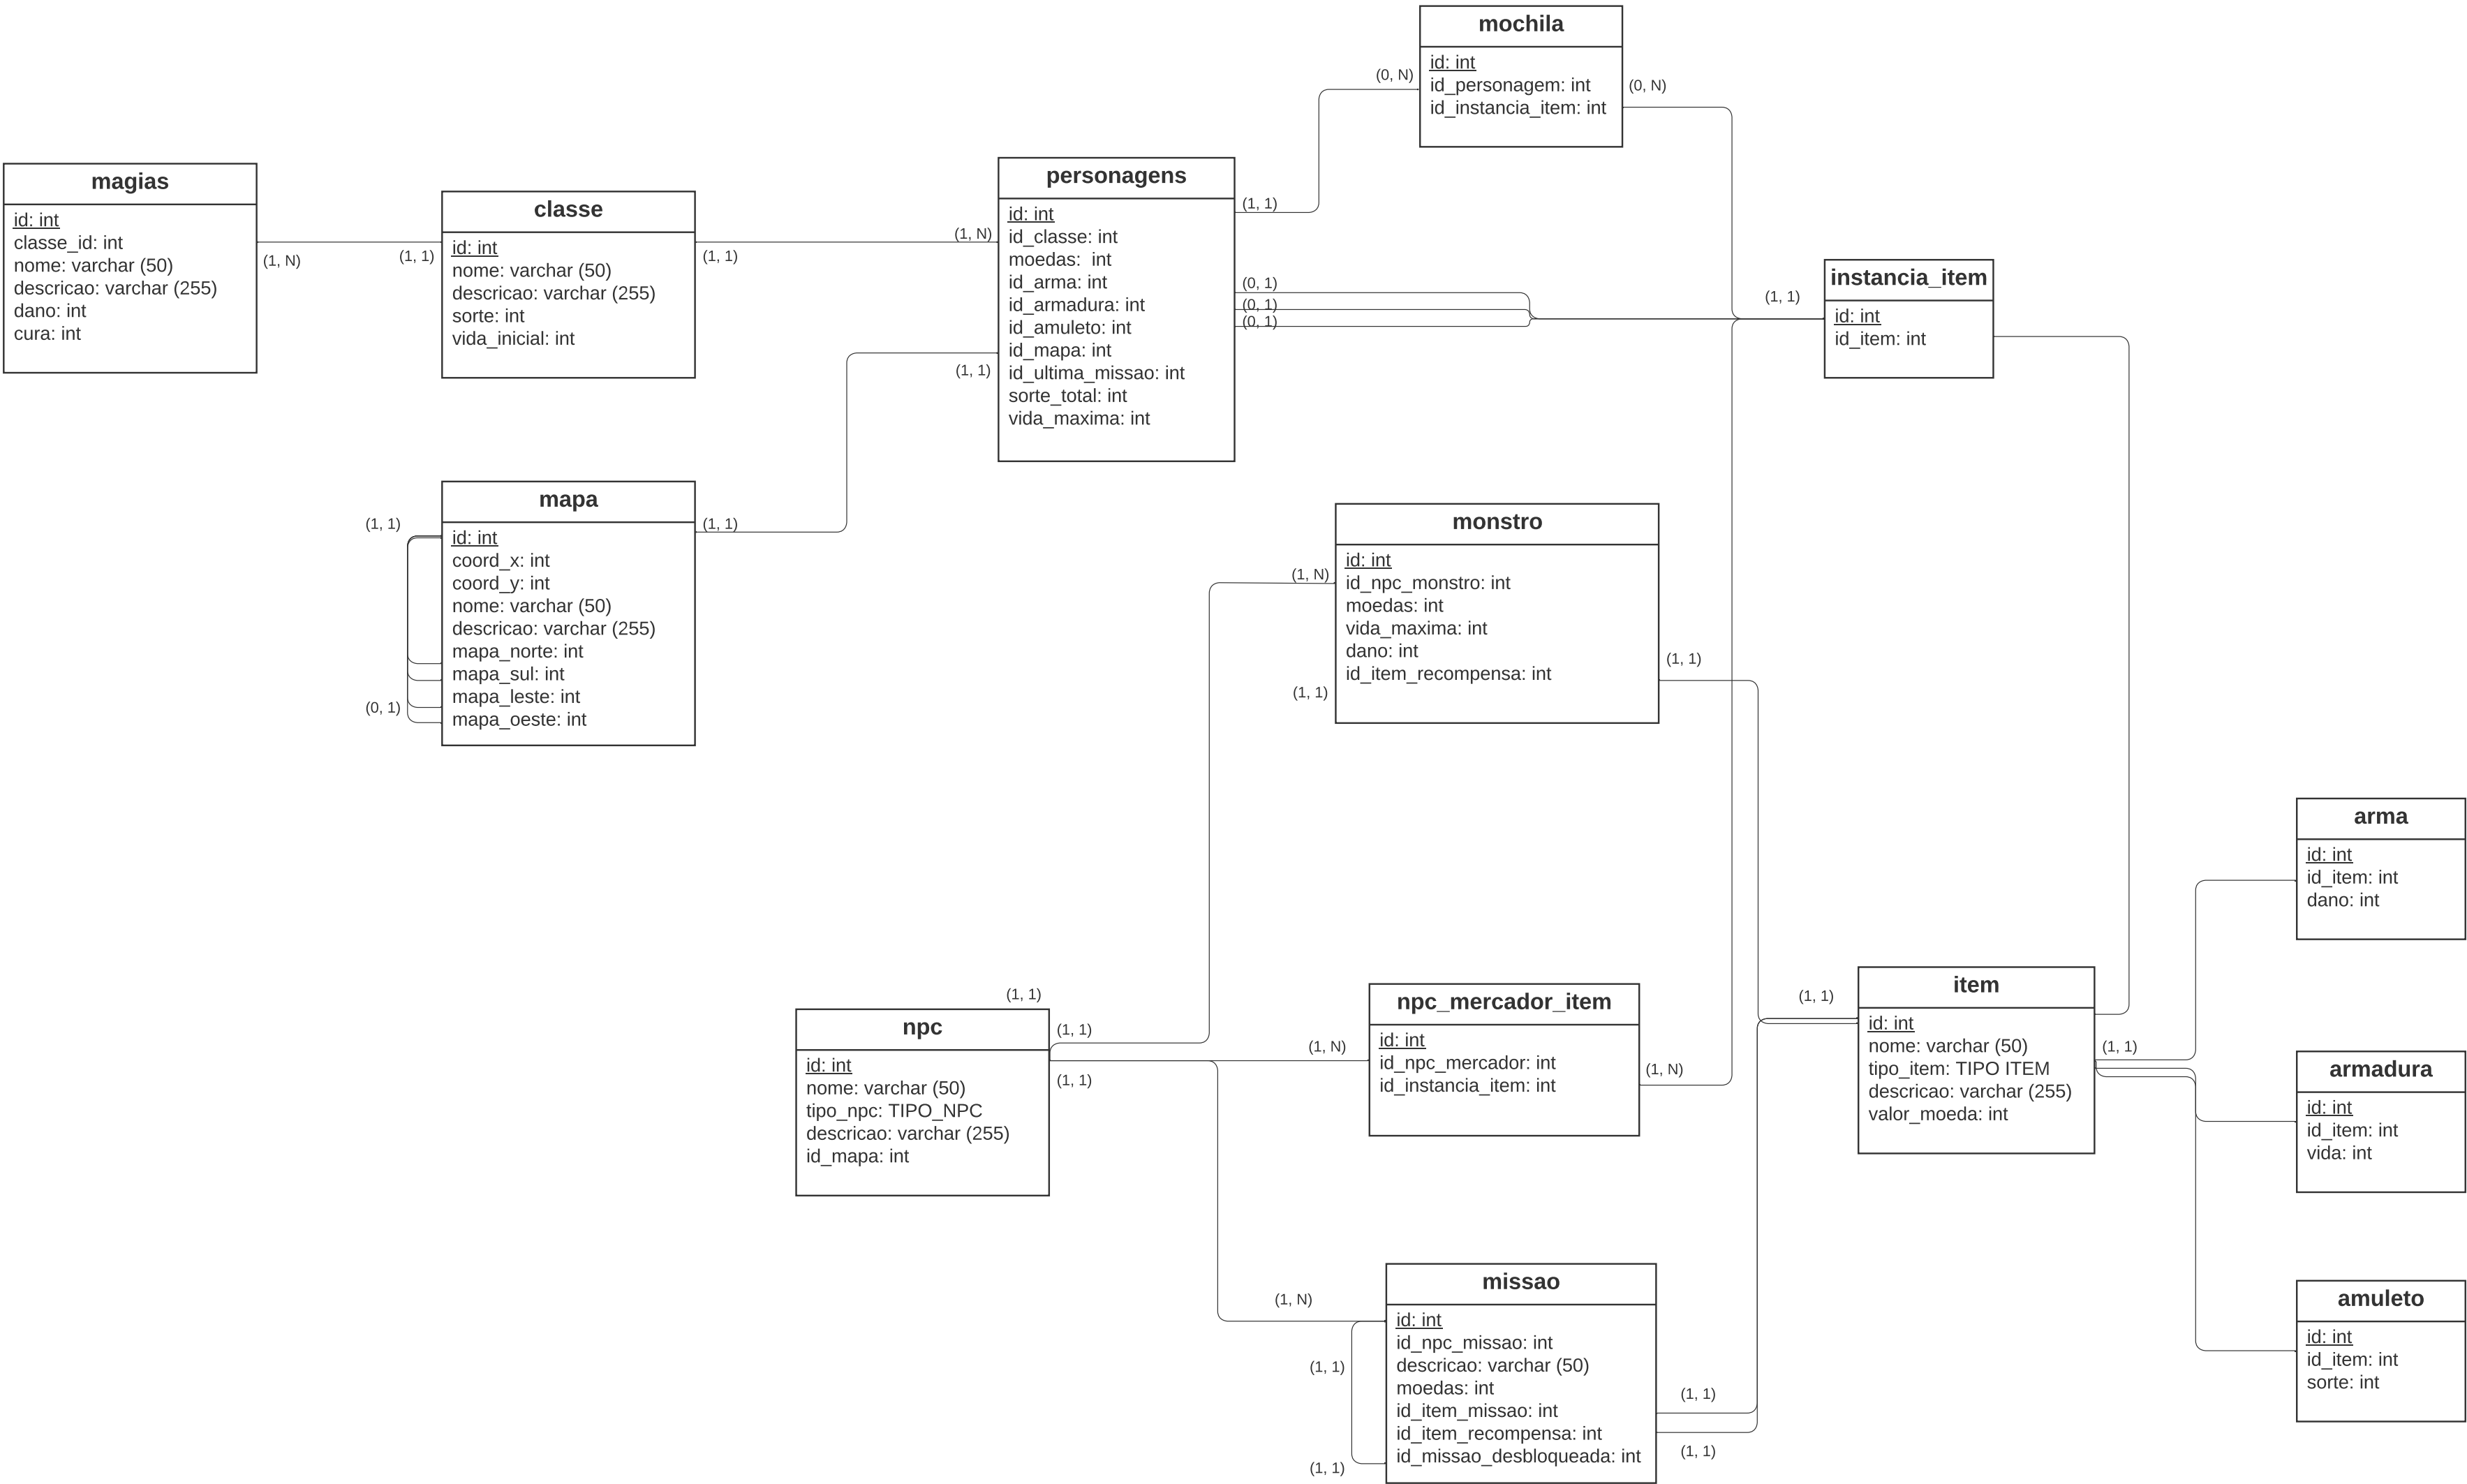 mochila
id: int
id_personagem: int
id_instancia_item: int
(0, N)
(0, N)
magias
id: int
classe_id: int
nome: varchar (50)
descricao: varchar (255)
dano: int
cura: int
(1, N)
(1, 1)
classe
id: int
nome: varchar (50)
descricao: varchar (255)
sorte: int
vida_inicial: int
(1, 1)
(1, N)
personagens
id: int
id_classe: int
moedas: int
id_arma: int
id_armadura: int
id_amuleto: int
id_mapa: int
id_ultima_missao: int
sorte_total: int
vida_maxima: int
(1, 1)
(0, 1)
(0, 1)
(0, 1)
(1, 1)
(1, 1)
instancia_item
id: int
id_item: int
mapa
id: int
coord_x: int
coord_y: int
nome: varchar (50)
descricao: varchar (255)
mapa_norte: int
mapa_sul: int
mapa_leste: int
mapa_oeste: int
(1, 1)
(0, 1)
(1, 1)
monstro
id: int
id_npc_monstro: int
moedas: int
vida_maxima: int
dano: int
id_item_recompensa: int
(1, N)
(1, 1)
(1, 1)
arma
id: int
id_item: int
dano: int
npc
id: int
nome: varchar (50)
tipo_npc: TIPO_NPC
descricao: varchar (255)
id_mapa: int
(1, 1)
(1, 1)
(1, 1)
npc_mercador_item
id: int
id_npc_mercador: int
id_instancia_item: int
(1, N)
(1, N)
item
id: int
nome: varchar (50)
tipo_item: TIPO ITEM
descricao: varchar (255)
valor_moeda: int
(1, 1)
(1, 1)
armadura
id: int
id_item: int
vida: int
missao
id: int
id_npc_missao: int
descricao: varchar (50)
moedas: int
id_item_missao: int
id_item_recompensa: int
id_missao_desbloqueada: int
(1, N)
(1, 1)
(1, 1)
(1, 1)
(1, 1)
amuleto
id: int
id_item: int
sorte: int